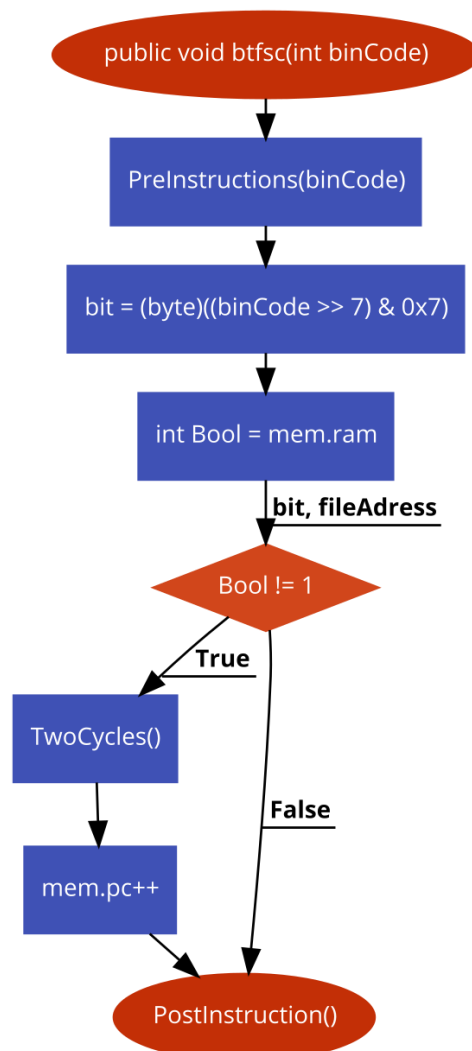 public void btfsc(int binCode)
PreInstructions(binCode)
bit = (byte)((binCode >> 7) & 0x7)
int Bool = mem.ram
bit, fileAdress
Bool != 1
True
TwoCycles()
False
mem.pc++
PostInstruction()